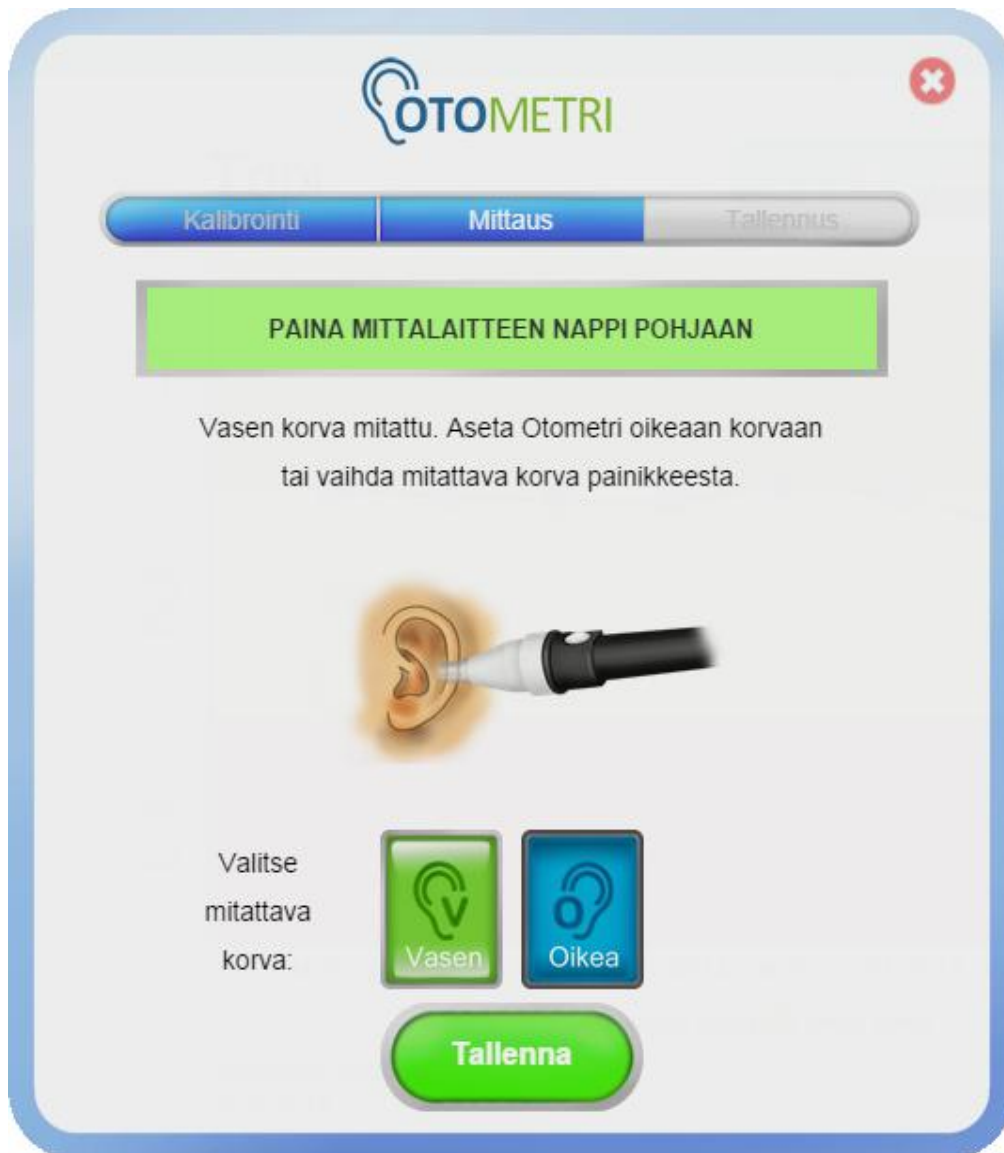 OTOMETRI
Kalibrointi Mittaus Tallennus
PAINA MITTALAITTEEN NAPPI POHJAAN
Vasen korva mitattu. Aseta Otometri oikeaan korvaan
tai vaihda mitattava korva painikkeesta.
Valitse
mitattava
korva:
V
Vasen
O
Oikea
Tallenna